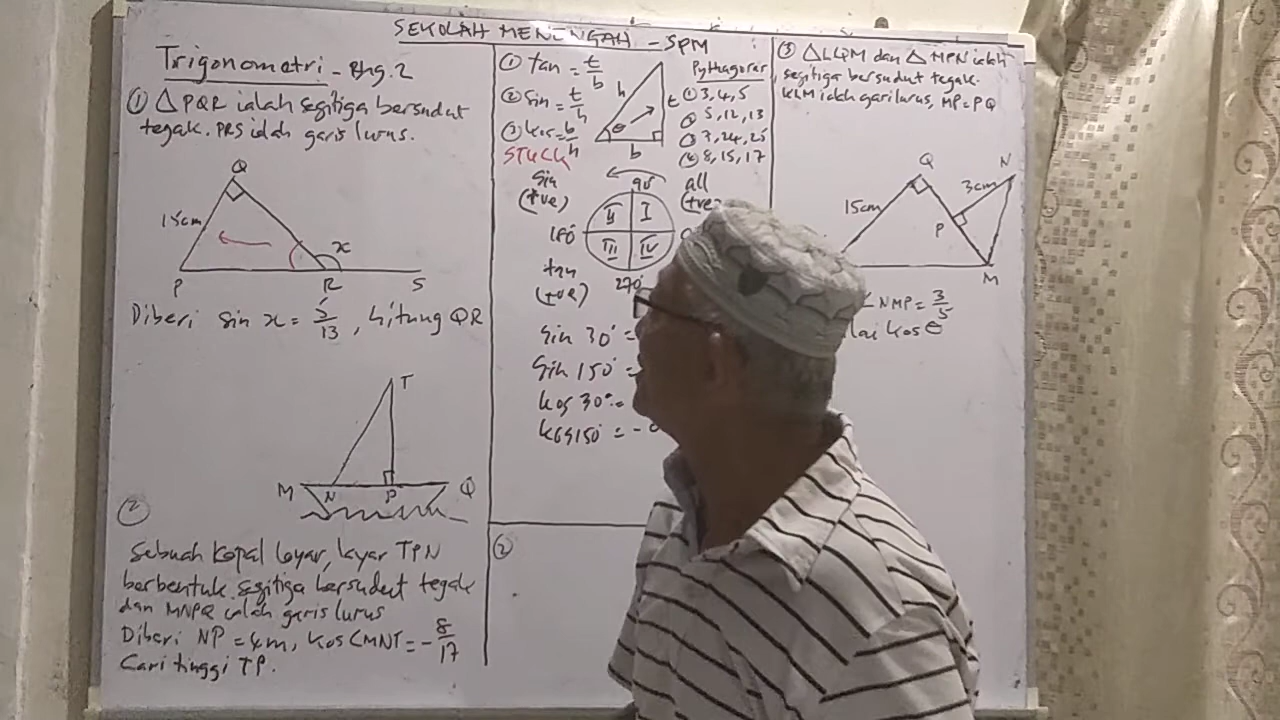 SEKOLAH MENENGAH - SPM
Trigonometri - Bhg. 2
① △ PQR ialah segitiga bersudut
tegak. PRS ialah garis lurus.
Q
15cm
x
P
R
S
Diberi sin x = 5/13, hitung QR
T
M
N
P
Q
②
Sebuah kapal layar, layar TPN
berbentuk segitiga bersudut tegak
dan MNPQ ialah garis lurus
Diberi NP = 4m, kos∠MNT = -8/17
Cari tinggi TP.
① tan = t/b
② sin = t/h
③ kos = b/h
STUCK
h
t
θ
b
Pythagoras
① 3, 4, 5
② 5, 12, 13
③ 7, 24, 25
④ 8, 15, 17
sin
(+ve)
90°
all
(+ve)
II
I
180°
III
IV
tan
(+ve)
270°
sin 30° =
sin 150° =
kos 30° =
kos 150° = -
②
③ △LQM dan △MPN ialah
segitiga bersudut tegak.
KLM ialah garis lurus, MP = PQ
Q
N
3cm
15cm
P
M
∠NMP = 3/5
kos θ